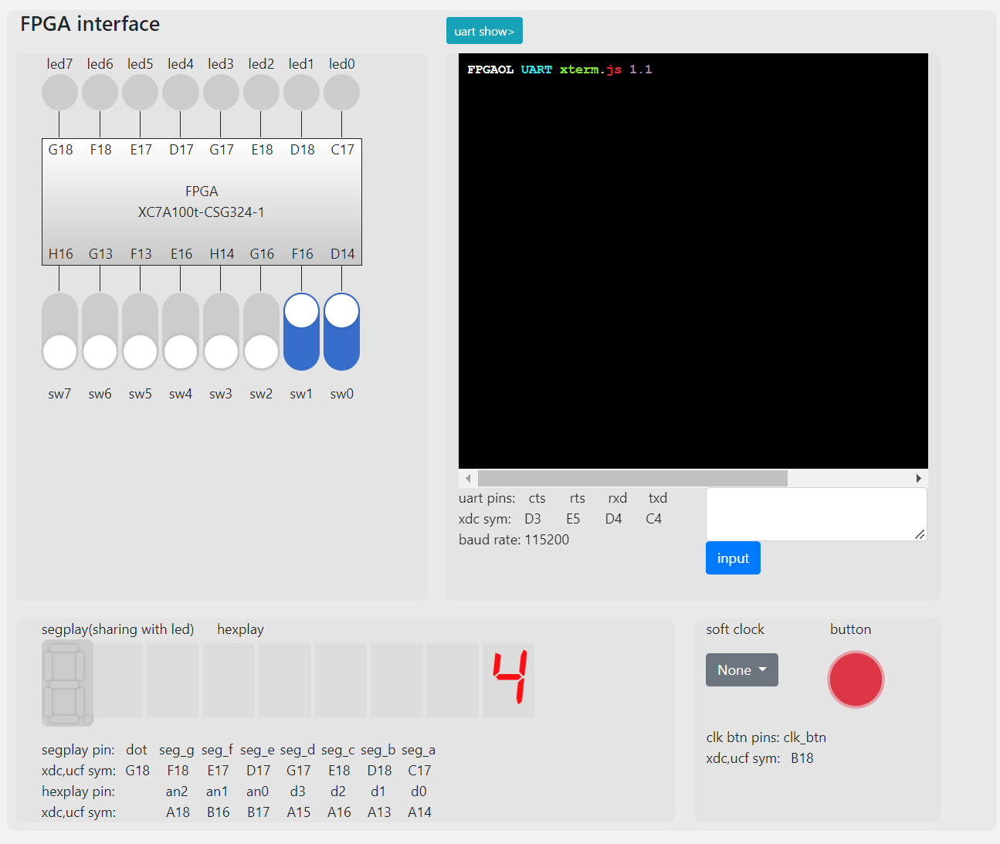 FPGA interface
uart show>
led7 led6 led5 led4 led3 led2 led1 led0
G18 F18 E17 D17 G17 E18 D18 C17
FPGA
XC7A100t-CSG324-1
H16 G13 F13 E16 H14 G16 F16 D14
sw7 sw6 sw5 sw4 sw3 sw2 sw1 sw0
FPGAOL UART xterm.js 1.1
uart pins: cts rts rxd txd
xdc sym: D3 E5 D4 C4
baud rate: 115200
input
segplay(sharing with led) hexplay
4
segplay pin: dot seg_g seg_f seg_e seg_d seg_c seg_b seg_a
xdc,ucf sym: G18 F18 E17 D17 G17 E18 D18 C17
hexplay pin: an2 an1 an0 d3 d2 d1 d0
xdc,ucf sym: A18 B16 B17 A15 A16 A13 A14
soft clock button
None
clk btn pins: clk_btn
xdc,ucf sym: B18